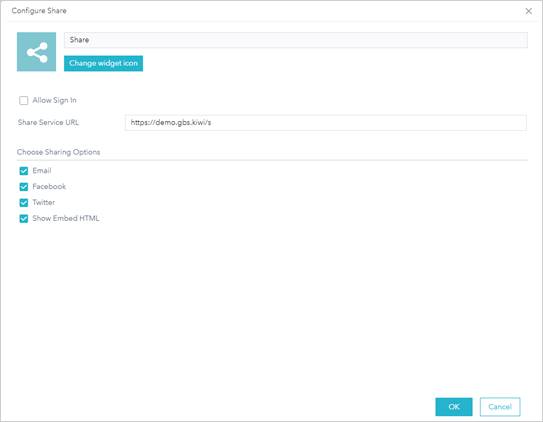 Configure Share
Share
Change widget icon
Allow Sign In
Share Service URL https://demo.gbs.kiwi/s
Choose Sharing Options
Email
Facebook
Twitter
Show Embed HTML
OK Cancel